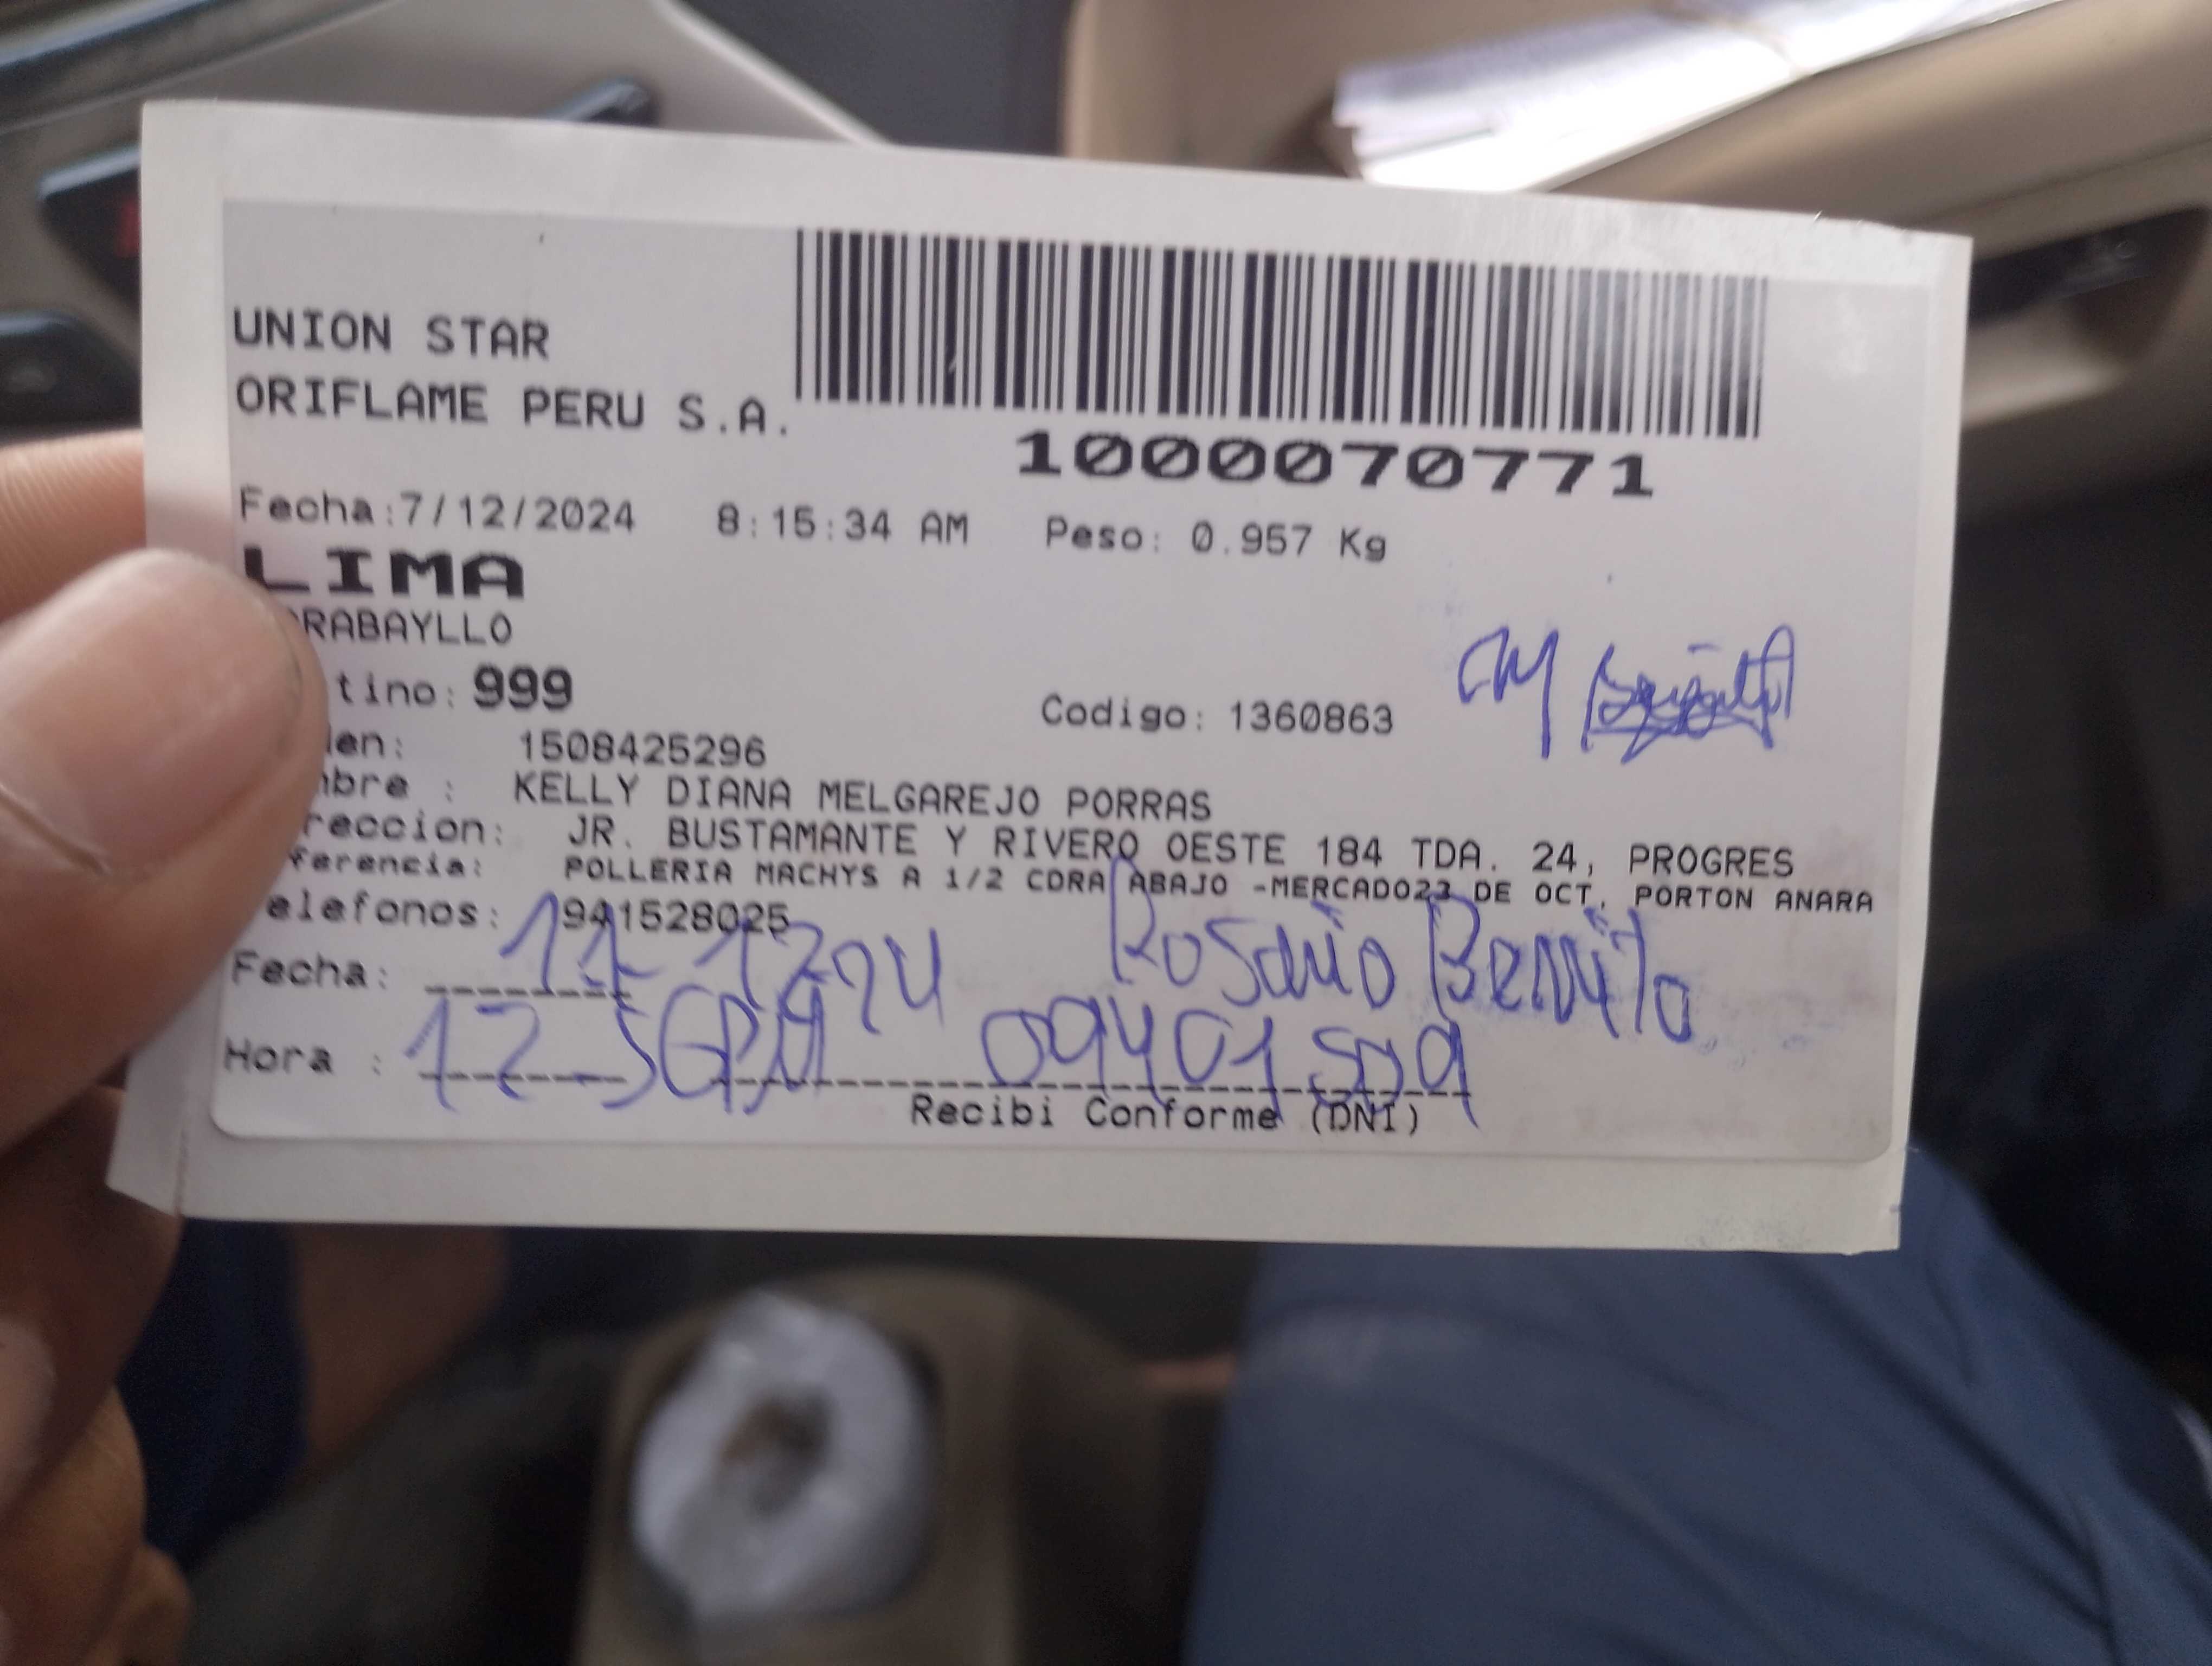 UNION STAR
ORIFLAME PERU S.A.
1000070771
Fecha:7/12/2024 8:15:34 AM Peso: 0.957 Kg
LIMA
RABAYLLO
tino: 999 Codigo: 1360863
en: 1508425296
mbre : KELLY DIANA MELGAREJO PORRAS
reccion: JR. BUSTAMANTE Y RIVERO OESTE 184 TDA. 24, PROGRES
ferencia: POLLERIA MACHYS A 1/2 CDRA ABAJO -MERCADO23 DE OCT, PORTON ANARA
elefonos: 941528025
Fecha: 11 12 24 Rosario Benito
Hora :
Recibi Conforme (DNI)